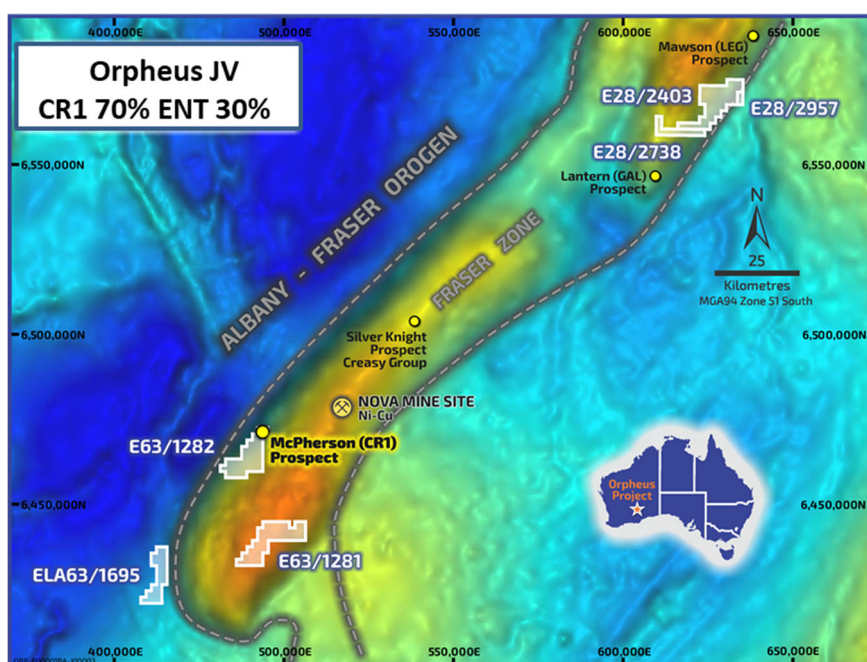 400,000E
500,000E
550,000E
600,000E
650,000E
Orpheus JV
CR1 70% ENT 30%
Mawson (LEG)
Prospect
E28/2403
E28/2957
E28/2738
6,550,000N
6,550,000N
Lantern (GAL)
Prospect
N
25
Kilometres
MGA94 Zone 51 South
ALBANY - FRASER OROGEN
FRASER ZONE
6,500,000N
6,500,000N
Silver Knight
Prospect
Creasy Group
NOVA MINE SITE
Ni-Cu
E63/1282
McPherson (CR1)
Prospect
6,450,000N
6,450,000N
Orpheus
Project
ELA63/1695
E63/1281
400,000E
500,000E
550,000E
600,000E
650,000E